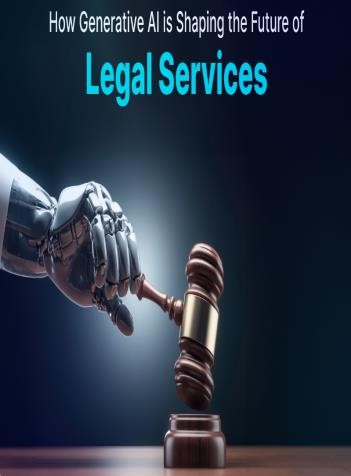 How Generative AI is Shaping the Future of
Legal Services